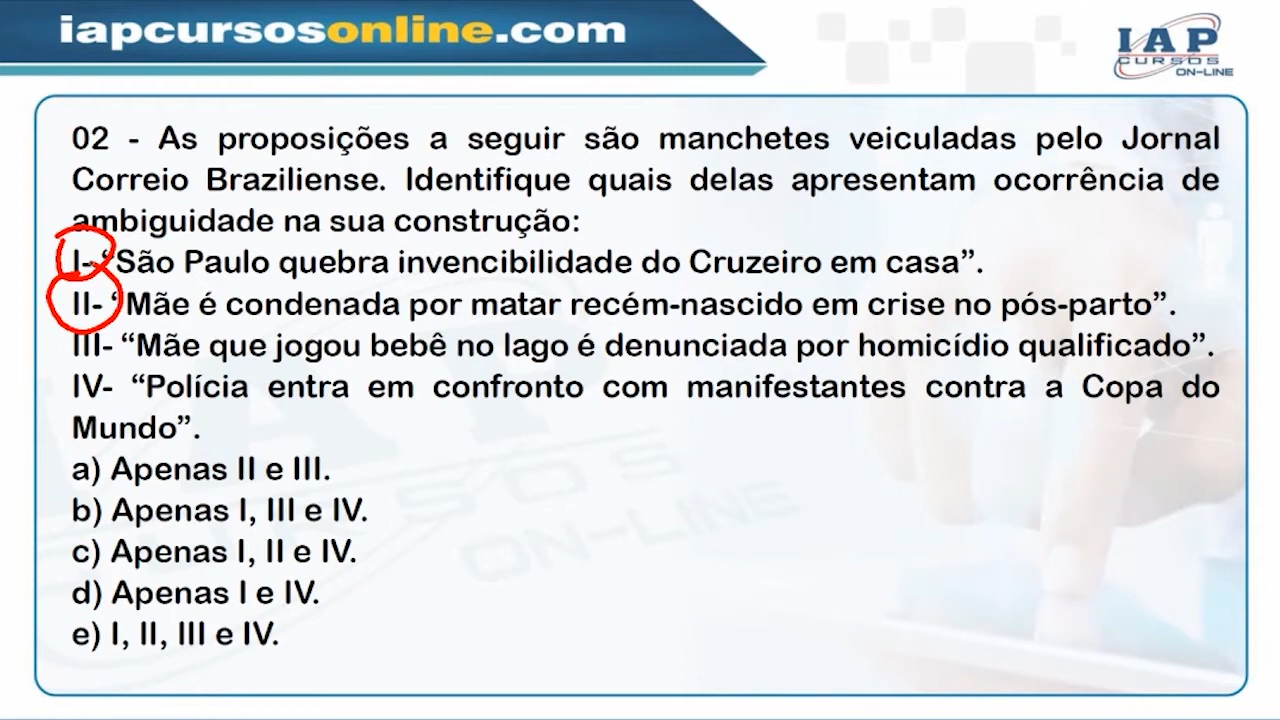 iapcursosonline.com
IAP
CURSOS
ON-LINE
02 - As proposições a seguir são manchetes veiculadas pelo Jornal
Correio Braziliense. Identifique quais delas apresentam ocorrência de
ambiguidade na sua construção:
I- “São Paulo quebra invencibilidade do Cruzeiro em casa”.
II- “Mãe é condenada por matar recém-nascido em crise no pós-parto”.
III- “Mãe que jogou bebê no lago é denunciada por homicídio qualificado”.
IV- “Polícia entra em confronto com manifestantes contra a Copa do
Mundo”.
a) Apenas II e III.
b) Apenas I, III e IV.
c) Apenas I, II e IV.
d) Apenas I e IV.
e) I, II, III e IV.